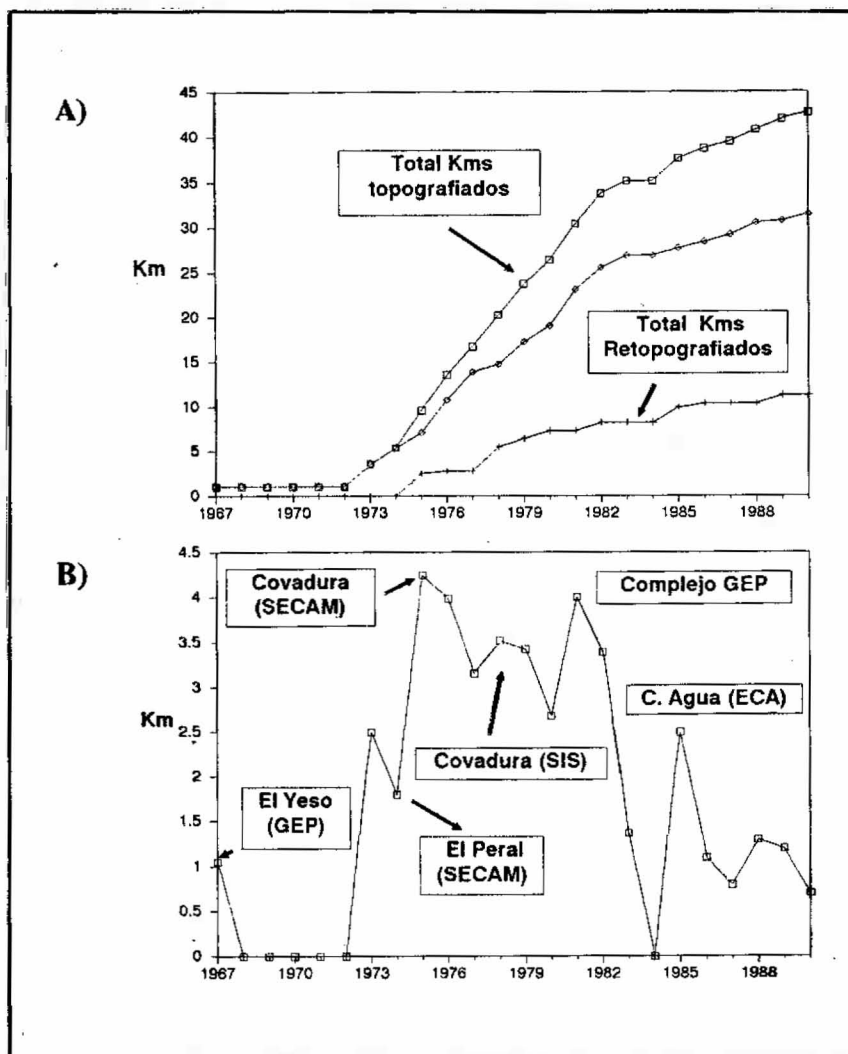 A)
45
40
35
30
25
20
15
10
5
0
Km
Total Kms
topografiados
Total Kms
Retopografiados
1967 1970 1973 1976 1979 1982 1985 1988
B)
4.5
4
3.5
3
2.5
2
1.5
1
0.5
0
Km
Covadura
(SECAM)
Complejo GEP
C. Agua (ECA)
Covadura (SIS)
El Yeso
(GEP)
El Peral
(SECAM)
1967 1970 1973 1976 1979 1982 1985 1988